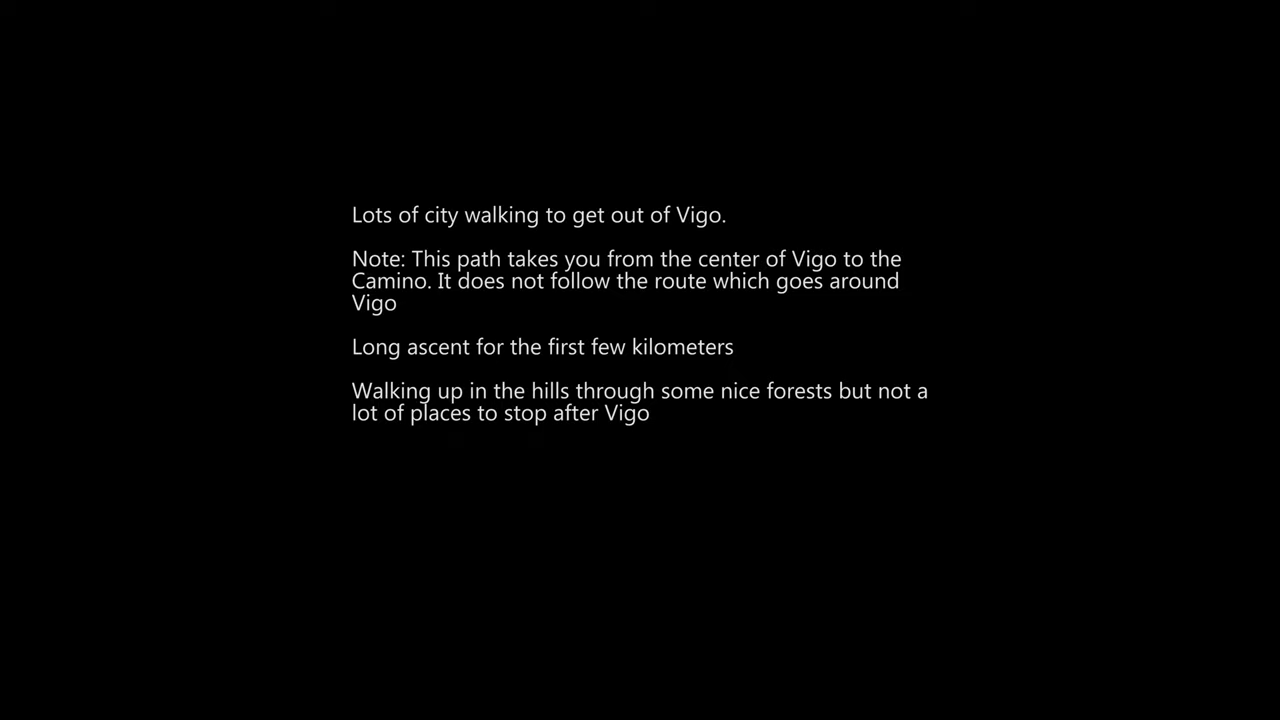 Lots of city walking to get out of Vigo.
Note: This path takes you from the center of Vigo to the
Camino. It does not follow the route which goes around
Vigo
Long ascent for the first few kilometers
Walking up in the hills through some nice forests but not a
lot of places to stop after Vigo